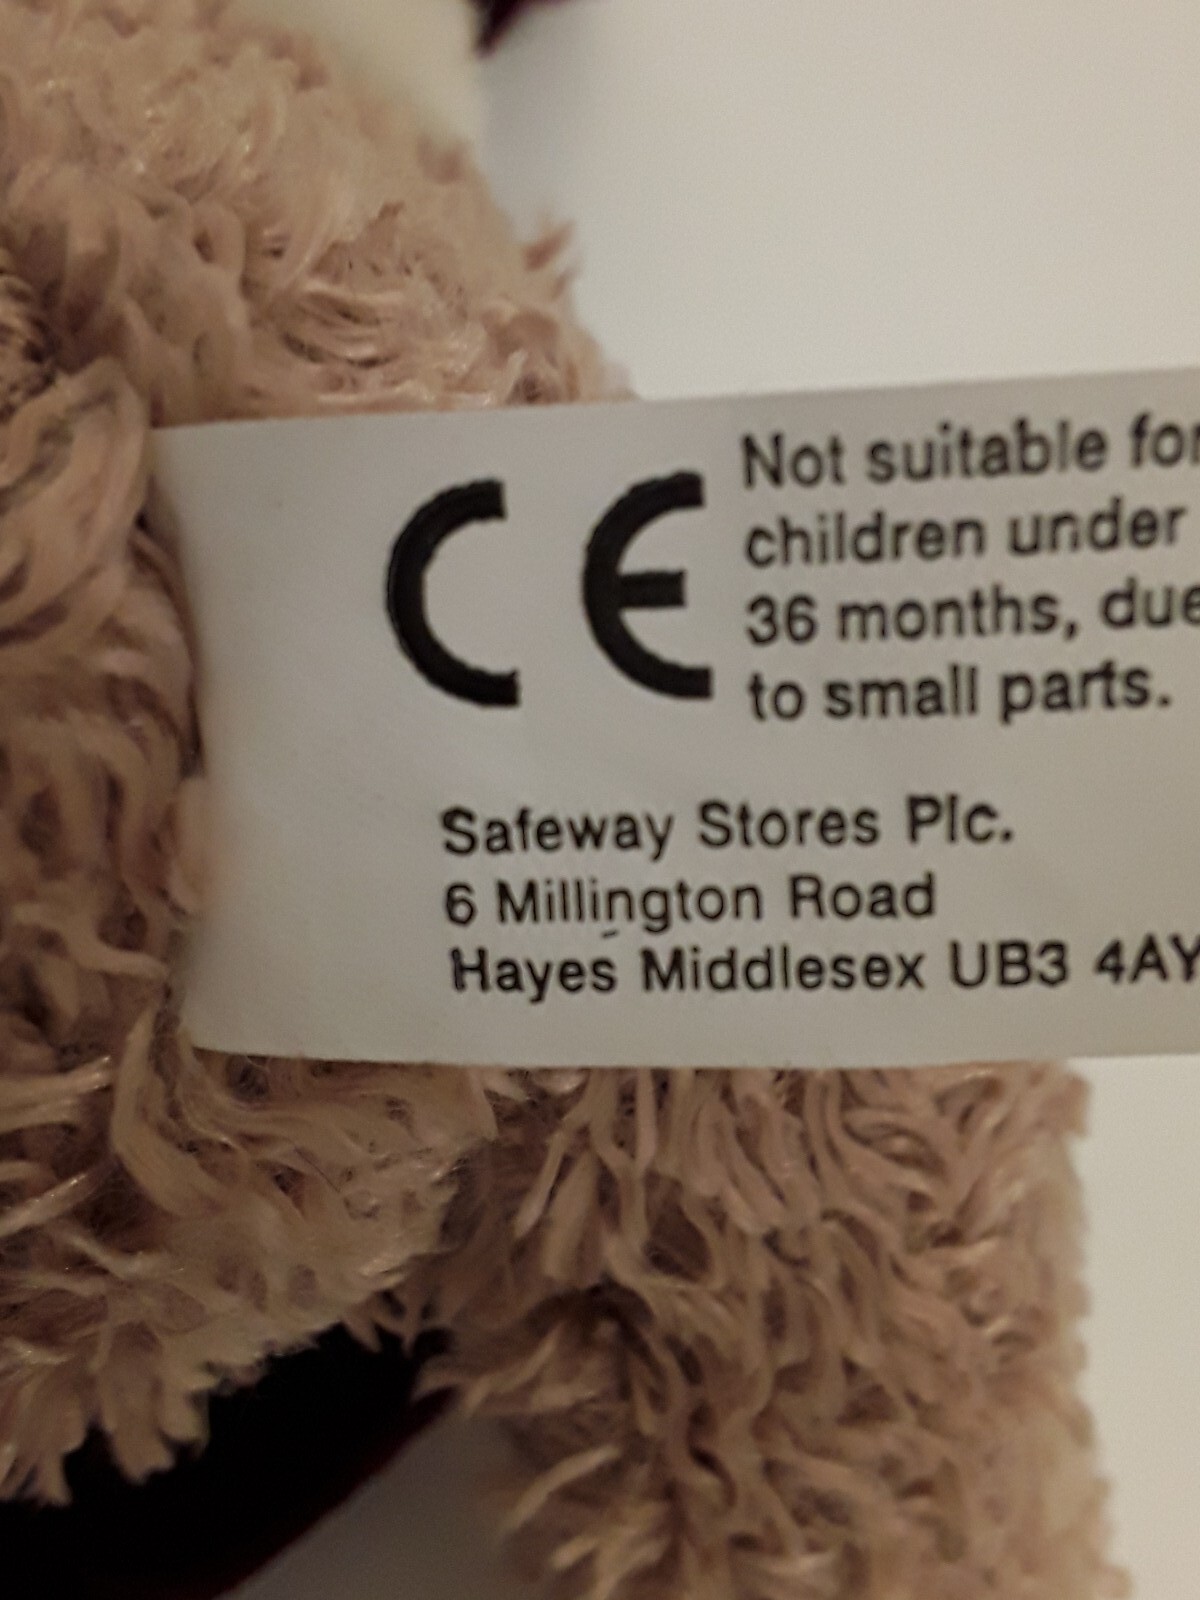 CE
Not suitable for
children under
36 months, due
to small parts.
Safeway Stores Plc.
6 Millington Road
Hayes Middlesex UB3 4AY